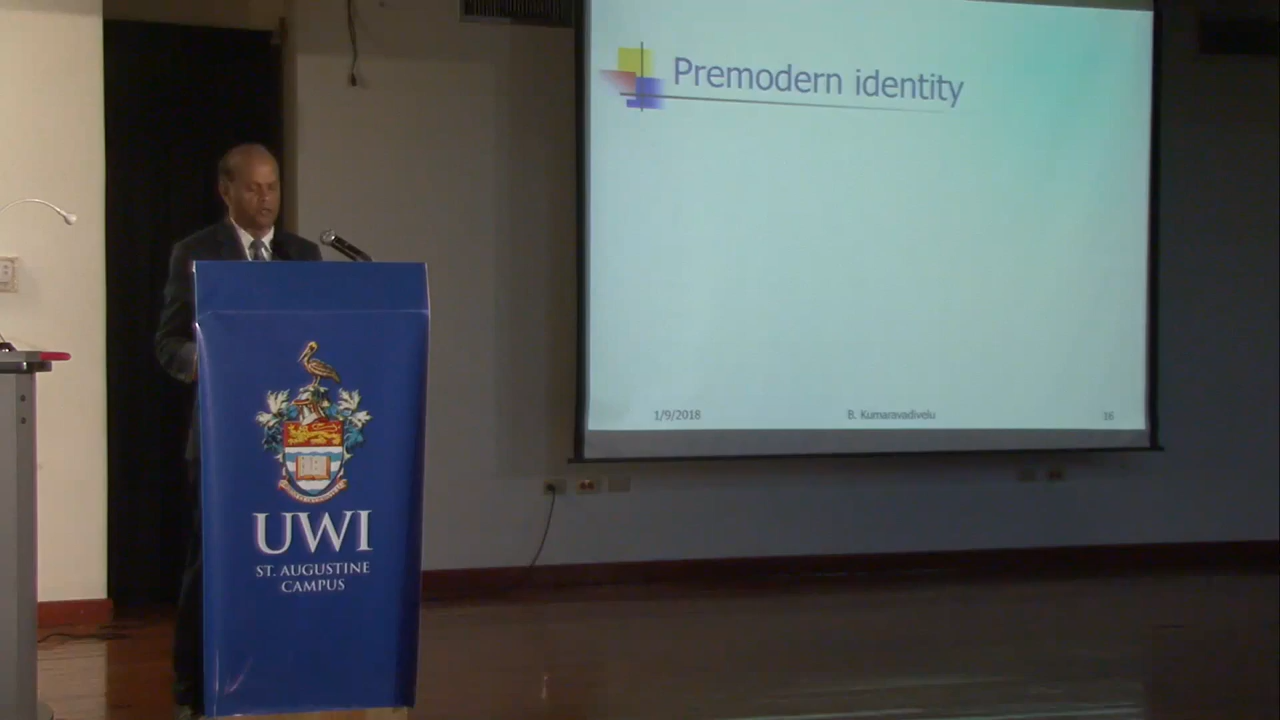 Premodern identity
1/9/2018
B. Kumaravadivelu
16
UWI
ST. AUGUSTINE
CAMPUS